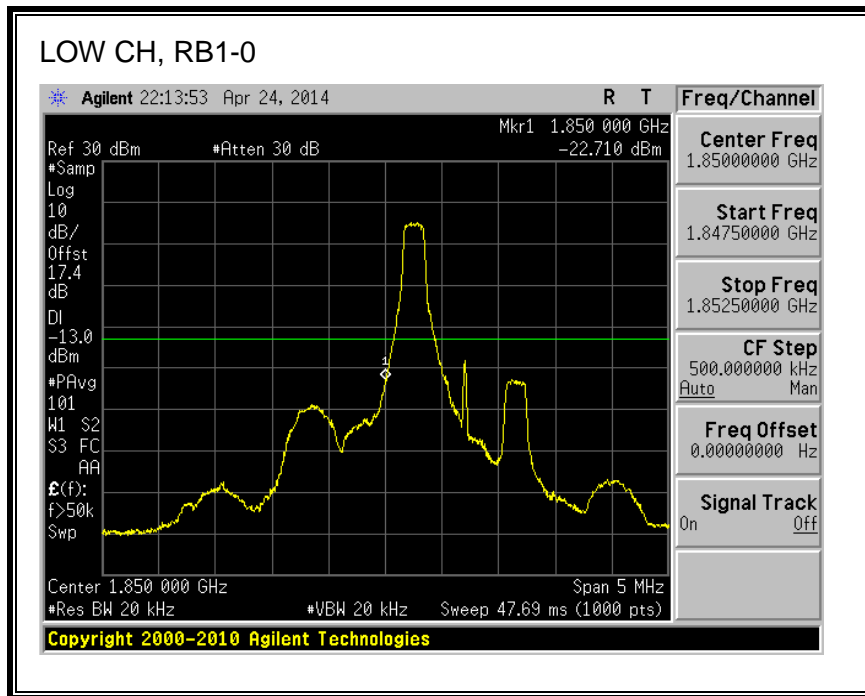 LOW CH, RB1-0
Agilent 22:13:53 Apr 24, 2014 R T
Mkr1 1.850 000 GHz
Ref 30 dBm #Atten 30 dB -22.710 dBm
#Samp
Log
10
dB/
Offst
17.4
dB
DI
-13.0
dBm
#PAvg
101
W1 S2
S3 FC
AA
£(f):
f>50k
Swp
1
Center 1.850 000 GHz Span 5 MHz
#Res BW 20 kHz #VBW 20 kHz Sweep 47.69 ms (1000 pts)
Copyright 2000-2010 Agilent Technologies
Freq/Channel
Center Freq
1.85000000 GHz
Start Freq
1.84750000 GHz
Stop Freq
1.85250000 GHz
CF Step
500.000000 kHz
Auto Man
Freq Offset
0.00000000 Hz
Signal Track
On Off